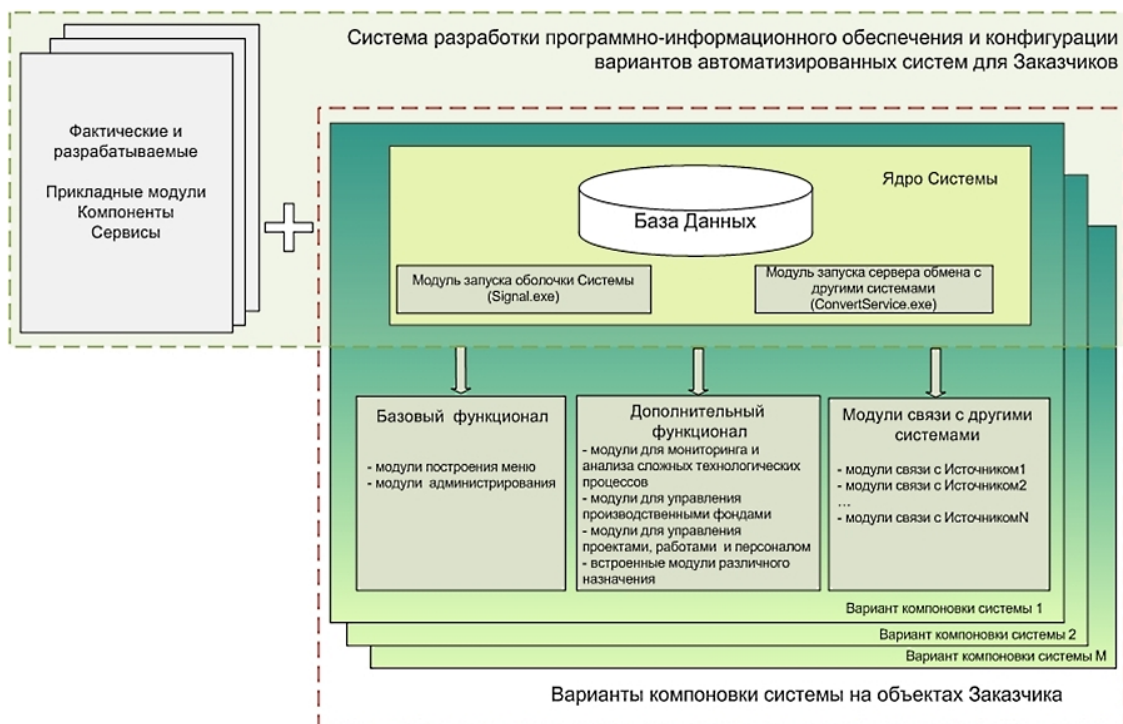 Система разработки программно-информационного обеспечения и конфигурации
вариантов автоматизированных систем для Заказчиков
Фактические и
разрабатываемые
Прикладные модули
Компоненты
Сервисы
Ядро Системы
База Данных
Модуль запуска оболочки Системы
(Signal.exe)
Модуль запуска сервера обмена с
другими системами
(ConvertService.exe)
Базовый функционал
- модули построения меню
- модули администрирования
Дополнительный
функционал
- модули для мониторинга и
анализа сложных технологических
процессов
- модули для управления
производственными фондами
- модули для управления
проектами, работами и персоналом
- встроенные модули различного
назначения
Модули связи с другими
системами
- модули связи с Источником1
- модули связи с Источником2
...
- модули связи с ИсточникомN
Вариант компоновки системы 1
Вариант компоновки системы 2
Вариант компоновки системы M
Варианты компоновки системы на объектах Заказчика